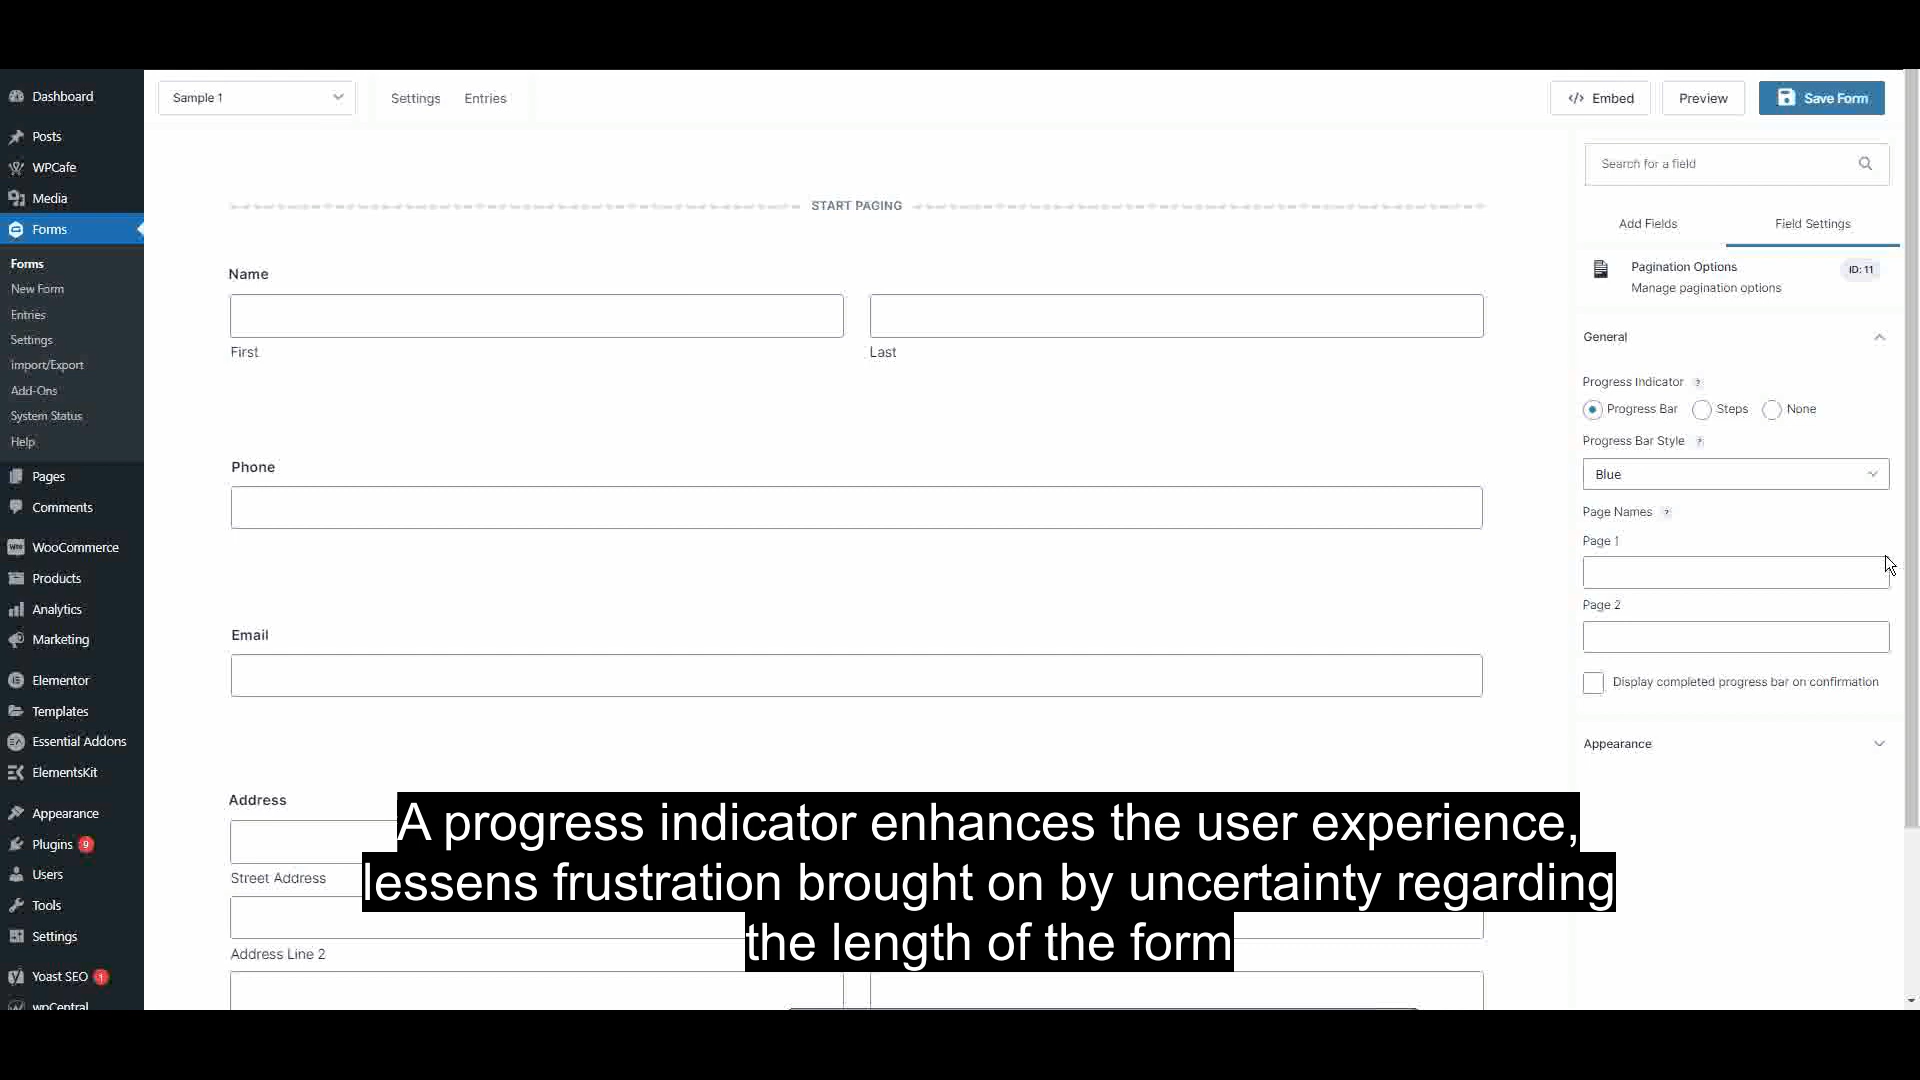 Dashboard
Posts
WPCafe
Media
Forms
Forms
New Form
Entries
Settings
Import/Export
Add-Ons
System Status
Help
Pages
Comments
WooCommerce
Products
Analytics
Marketing
Elementor
Templates
Essential Addons
ElementsKit
Appearance
Plugins 9
Users
Tools
Settings
Yoast SEO 1
wpCentral
Sample 1
Settings Entries
</> Embed Preview Save Form
START PAGING
Name
First Last
Phone
Email
Address
Street Address
Address Line 2
Search for a field
Add Fields Field Settings
Pagination Options ID: 11
Manage pagination options
General
Progress Indicator ?
Progress Bar Steps None
Progress Bar Style ?
Blue
Page Names ?
Page 1
Page 2
Display completed progress bar on confirmation
Appearance
A progress indicator enhances the user experience,
lessens frustration brought on by uncertainty regarding
the length of the form